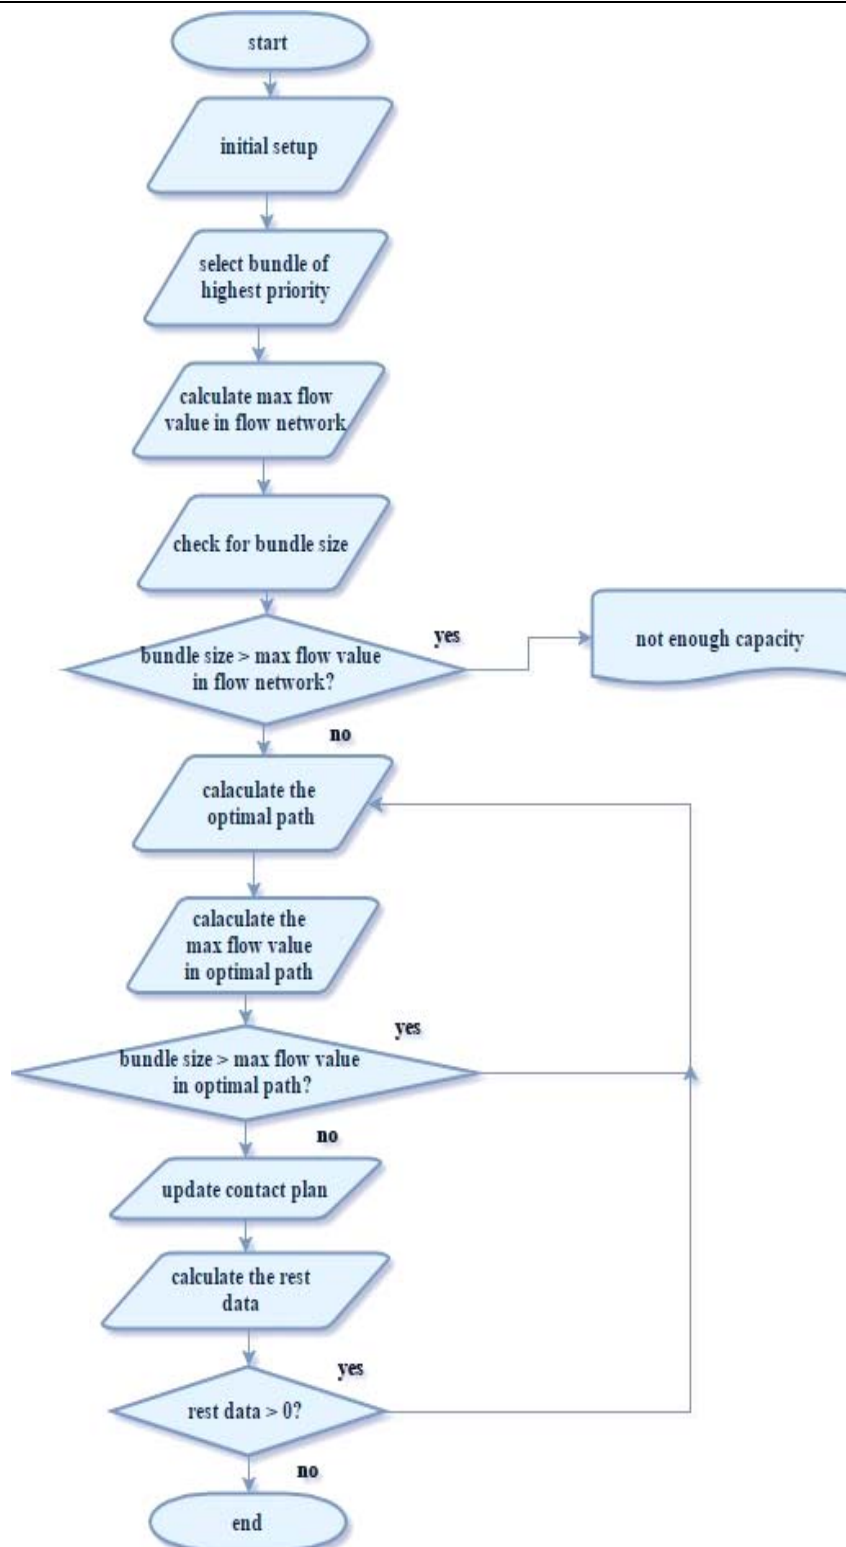 start
initial setup
select bundle of
highest priority
calculate max flow
value in flow network
check for bundle size
bundle size > max flow value
in flow network?
yes
not enough capacity
no
calaculate the
optimal path
calaculate the
max flow value
in optimal path
yes
bundle size > max flow value
in optimal path?
no
update contact plan
calculate the rest
data
yes
rest data > 0?
no
end